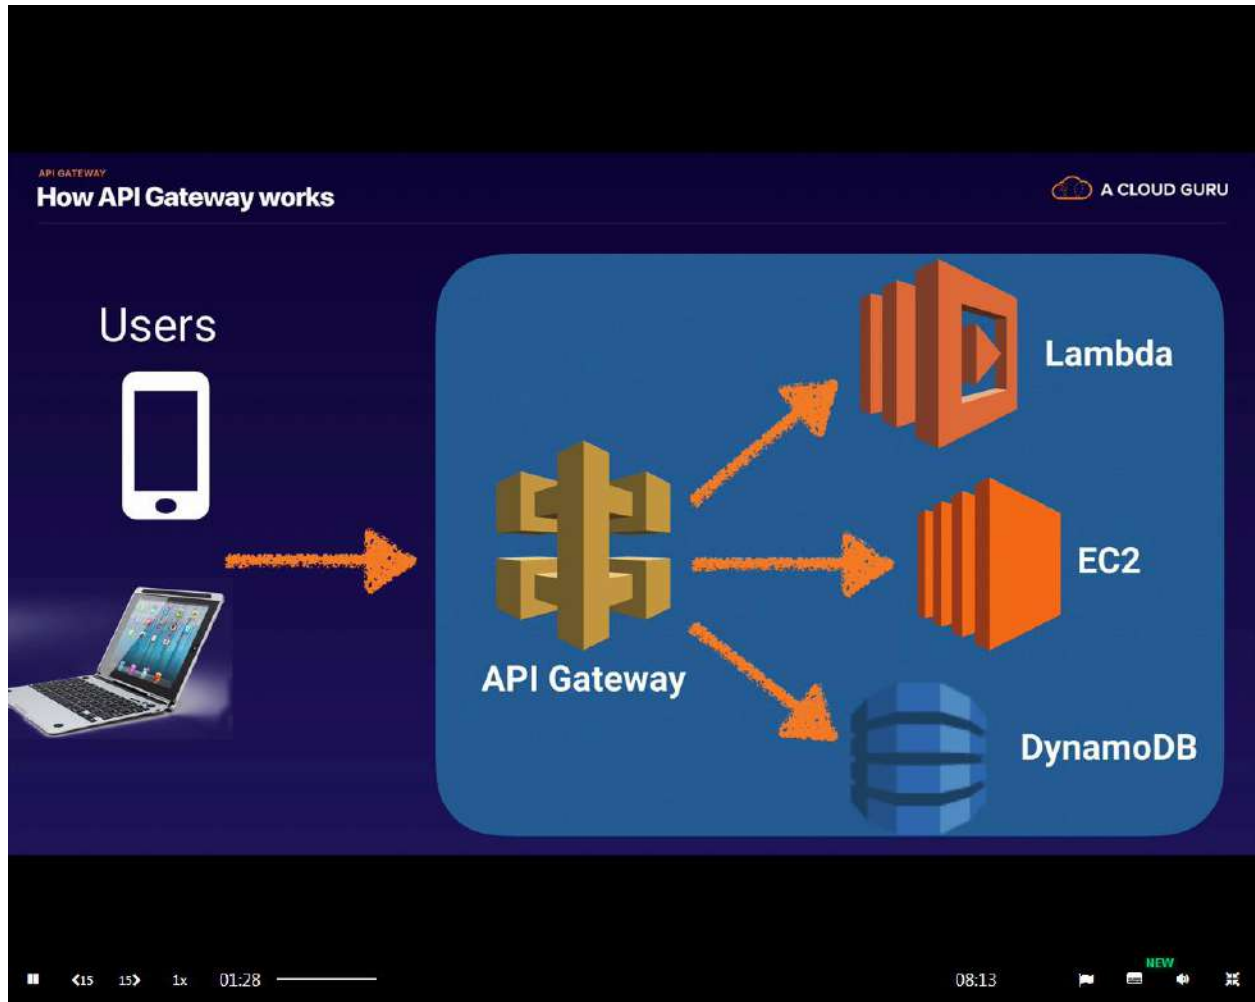 API GATEWAY
How API Gateway works
A CLOUD GURU
Users
Lambda
EC2
API Gateway
DynamoDB
15
15
1x
01:28
08:13
NEW